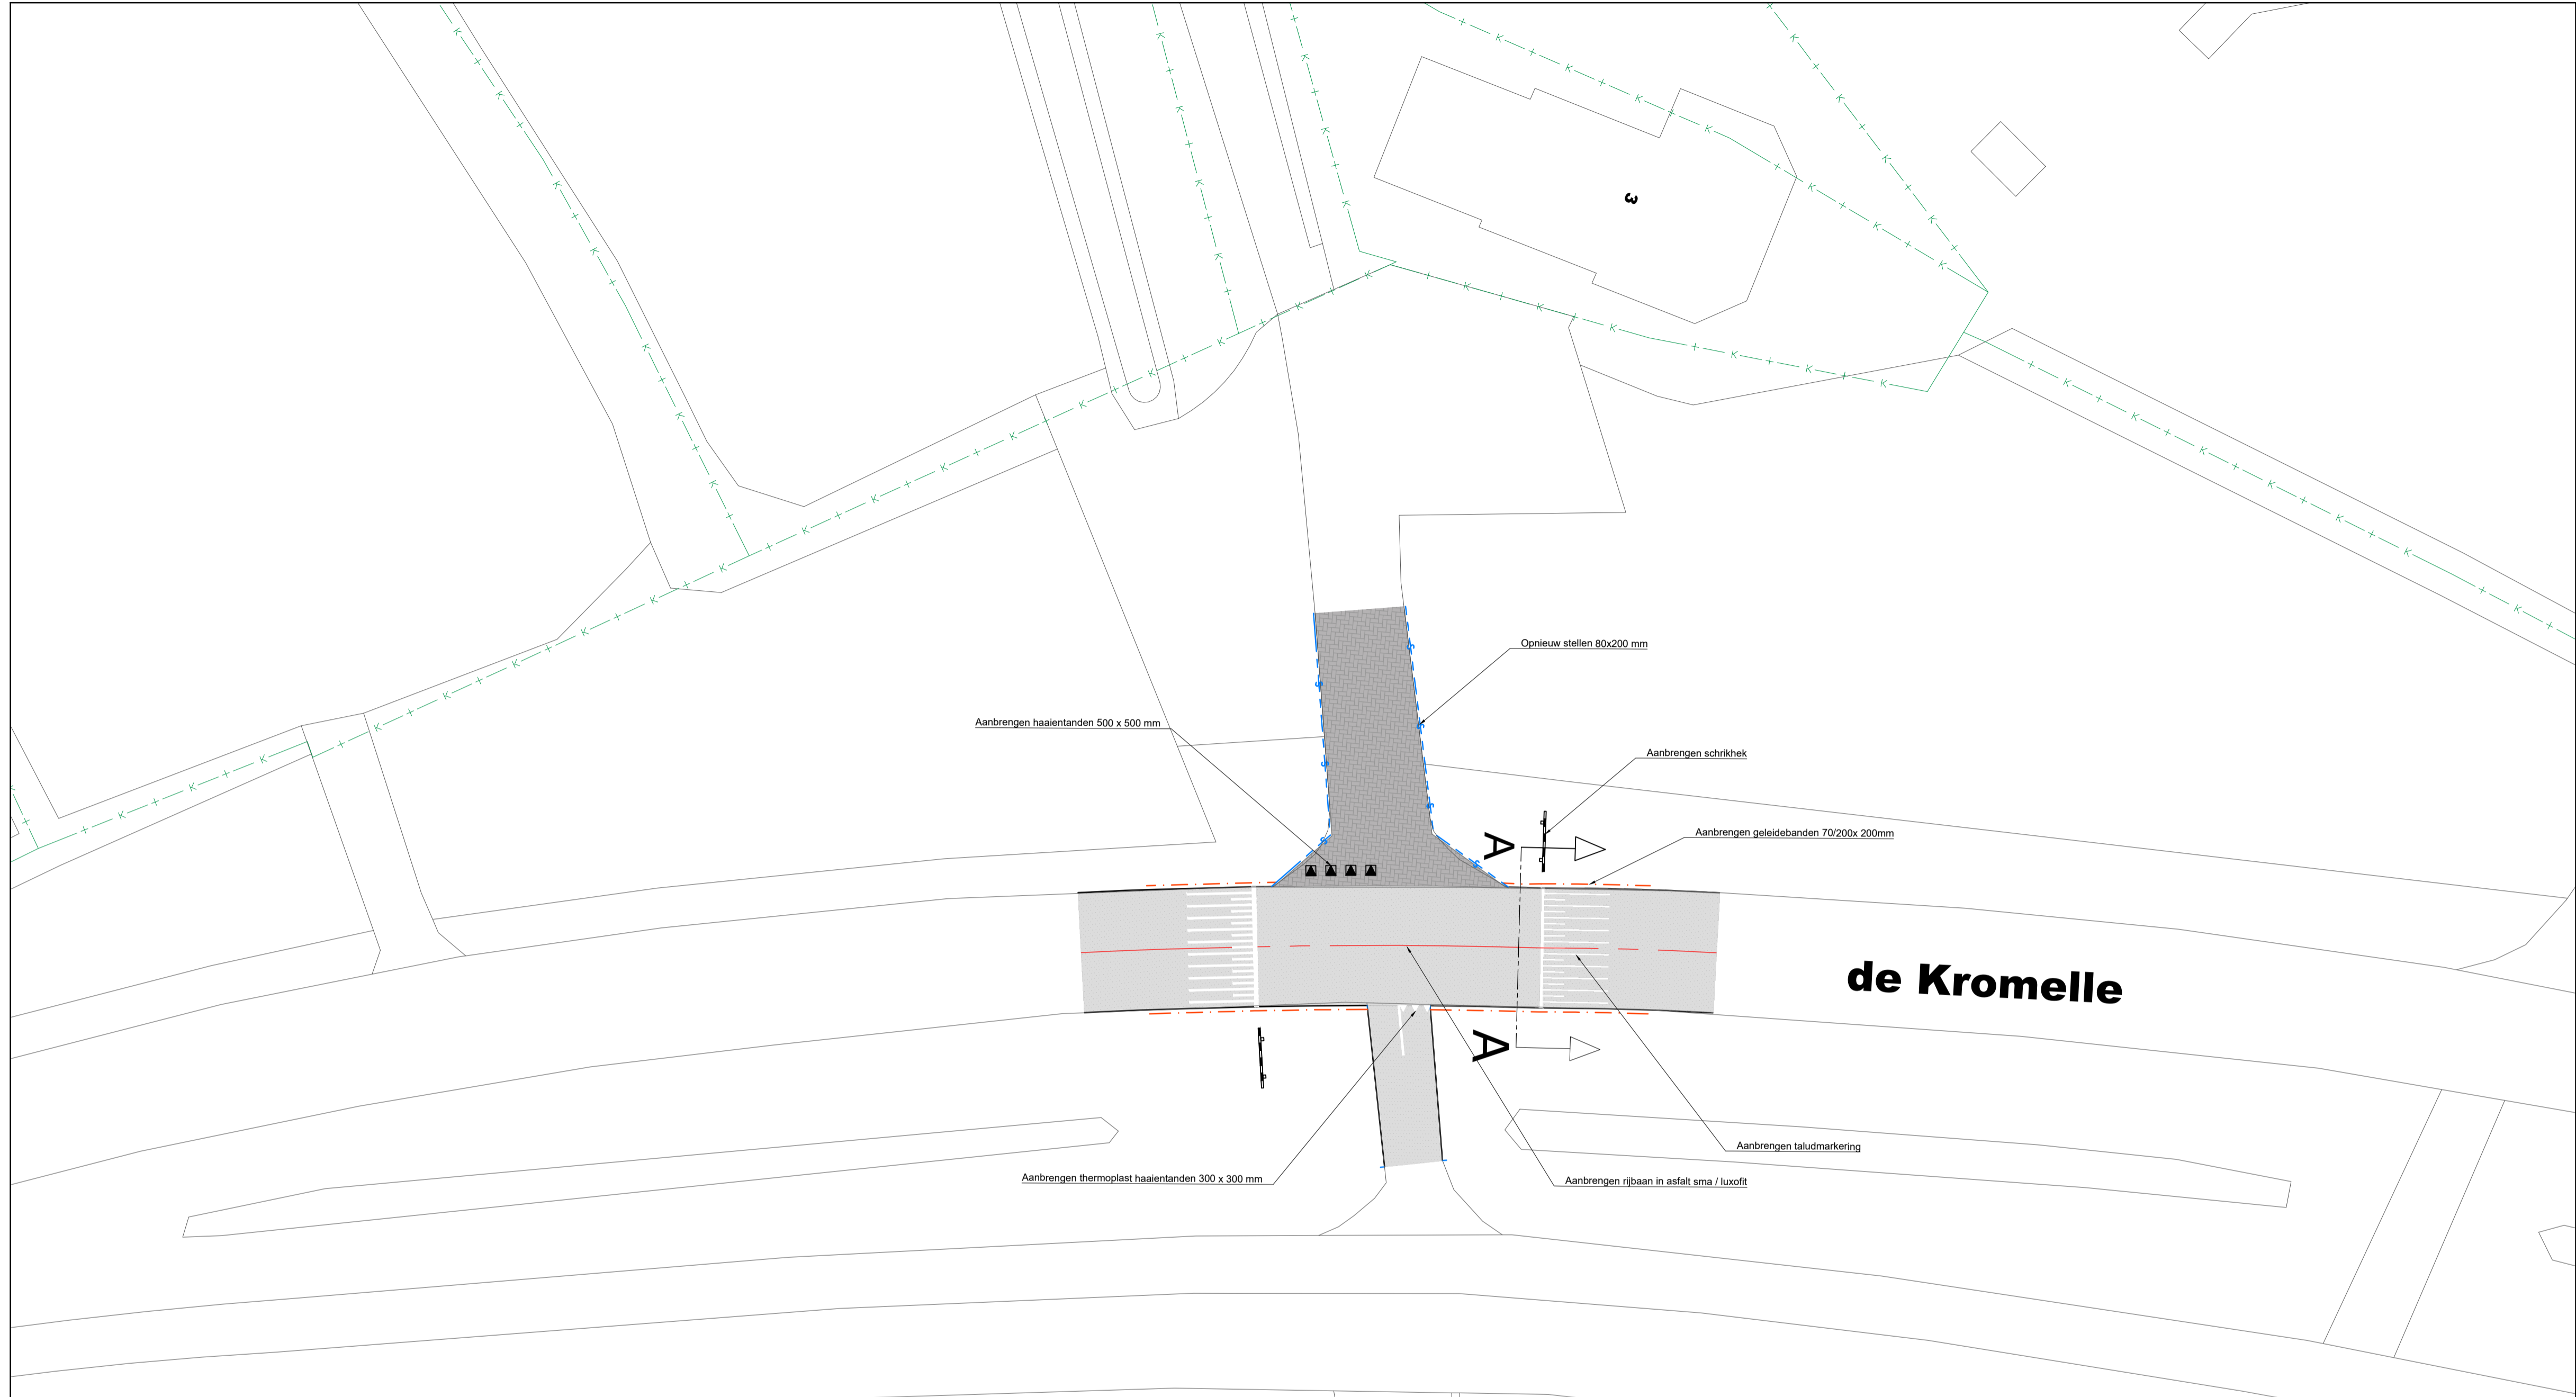 3
Opnieuw stellen 80x200 mm
Aanbrengen haaientanden 500 x 500 mm
Aanbrengen schrikhek
Aanbrengen geleidebanden 70/200x 200mm
A
de Kromelle
A
Aanbrengen taludmarkering
Aanbrengen thermoplast haaientanden 300 x 300 mm
Aanbrengen rijbaan in asfalt sma / luxofit